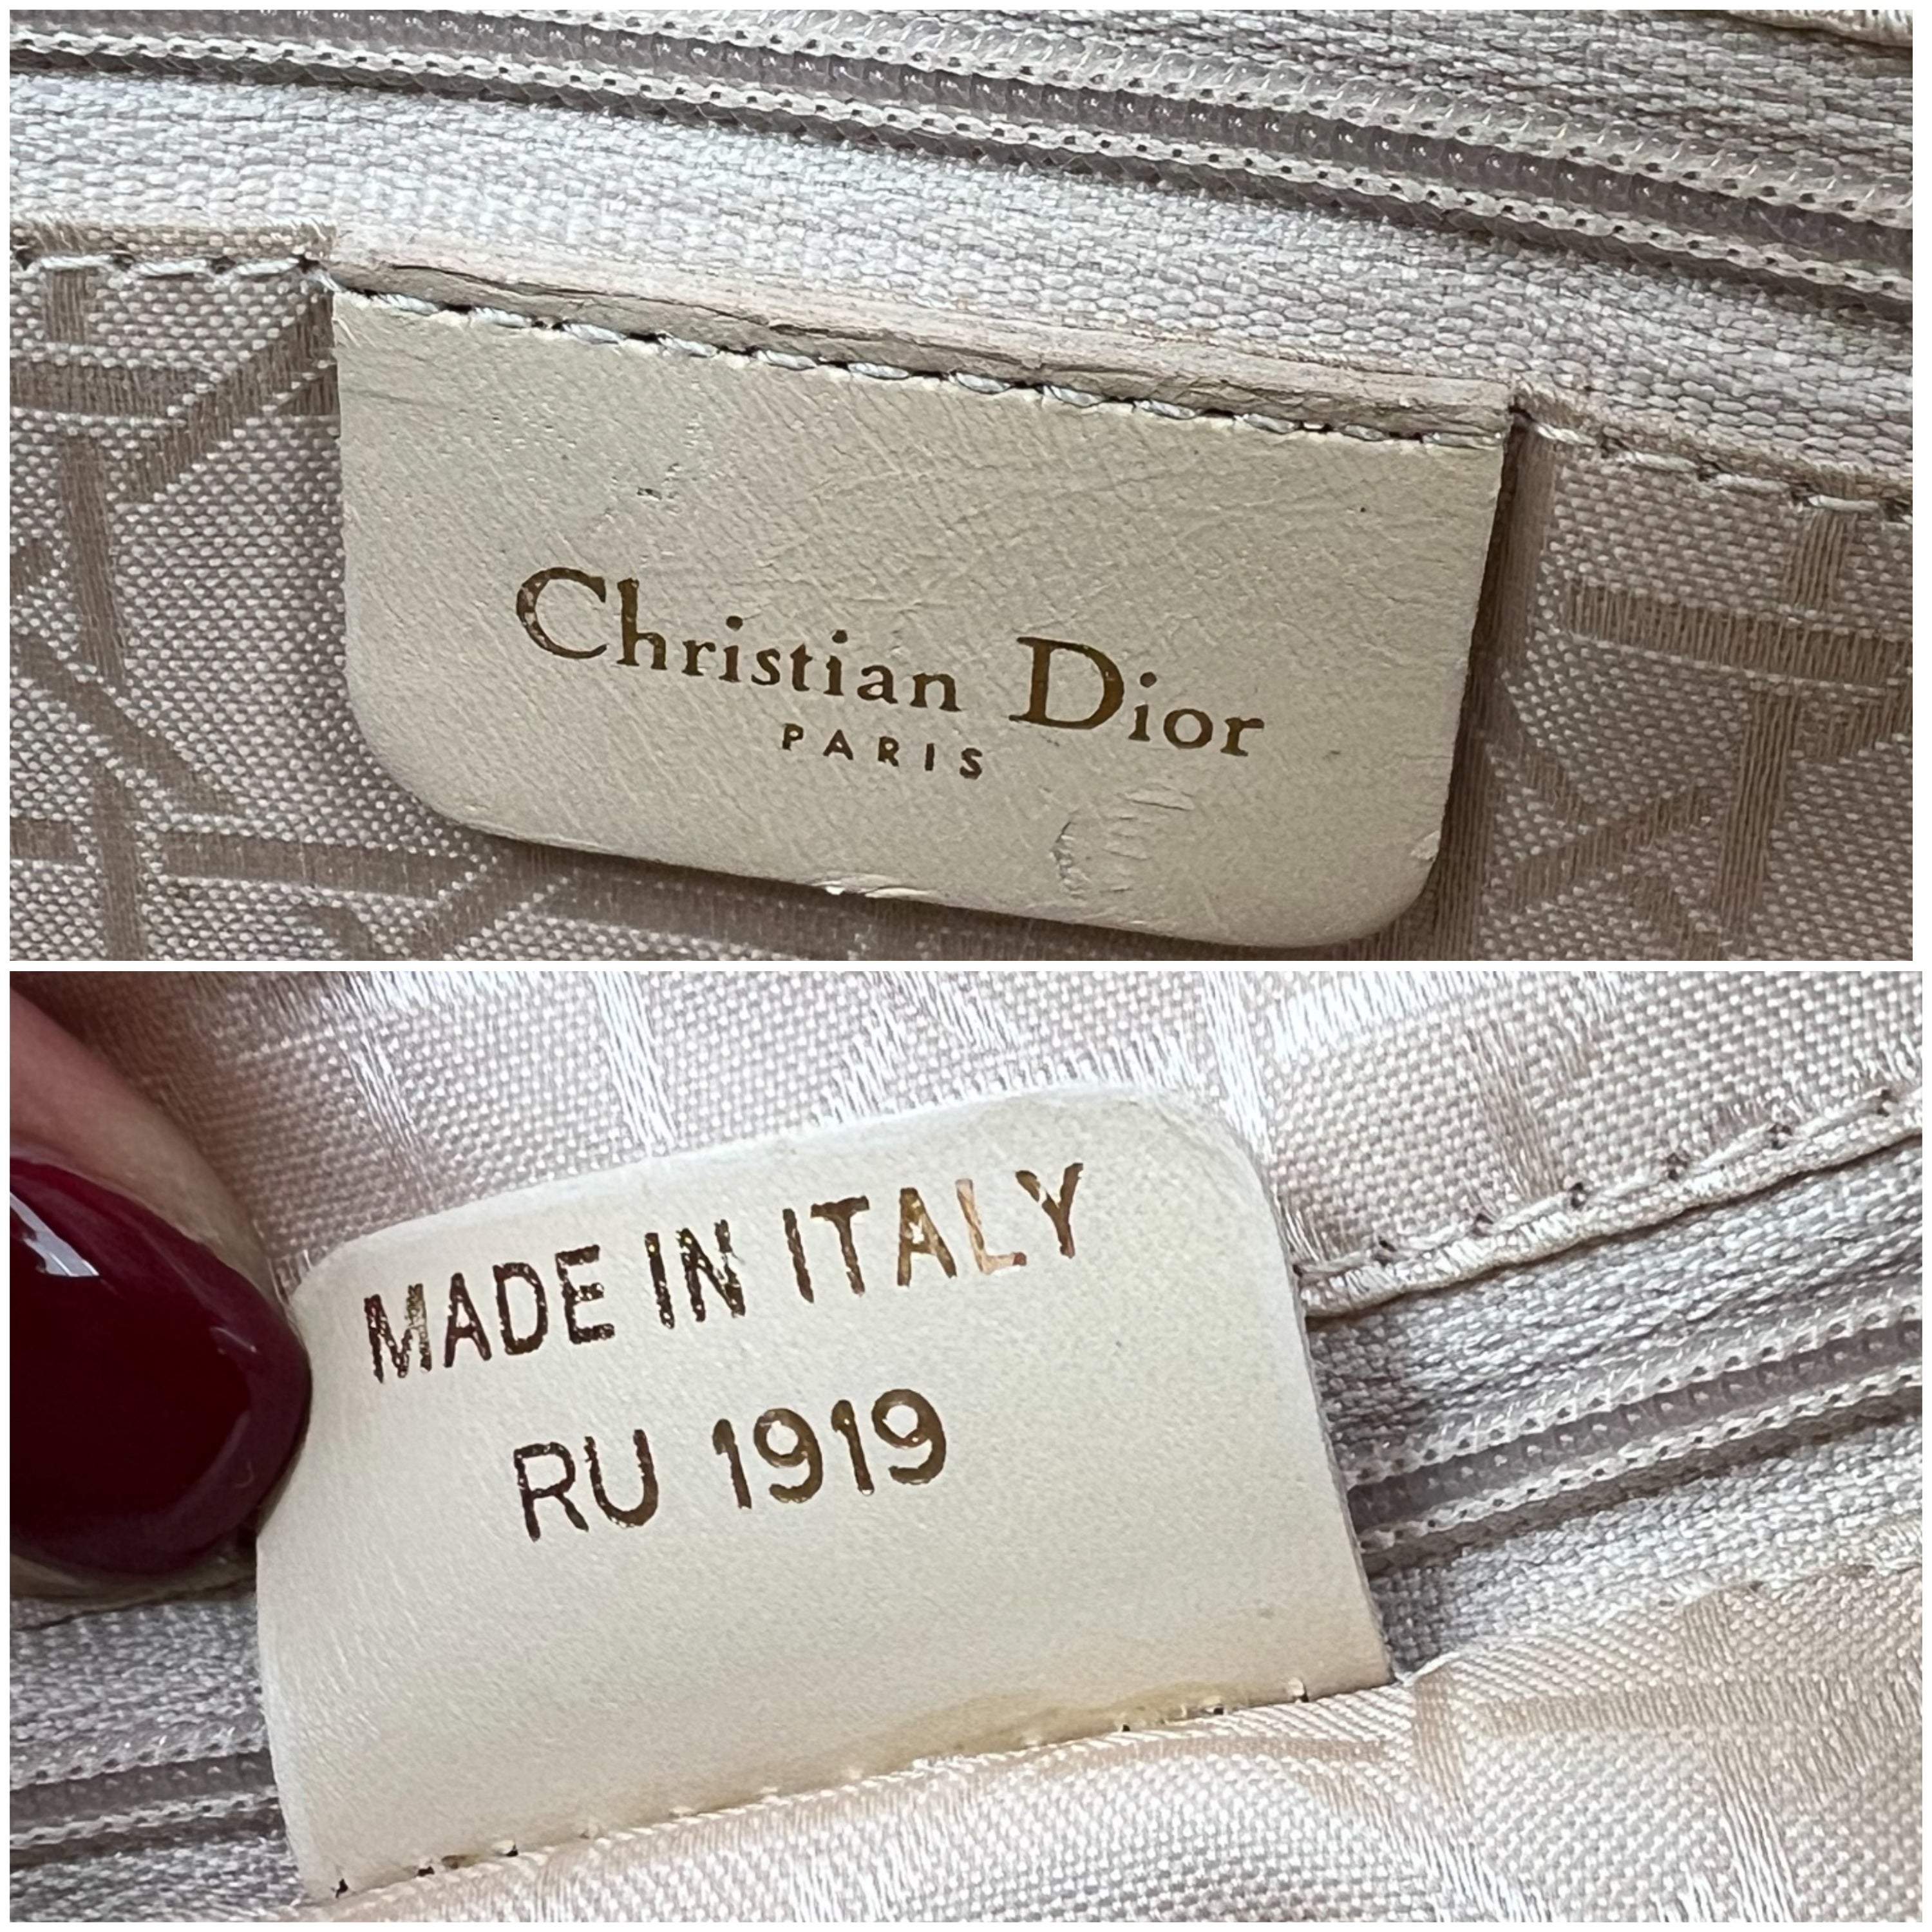 Christian Dior
PARIS
MADE IN ITALY
RU 1919